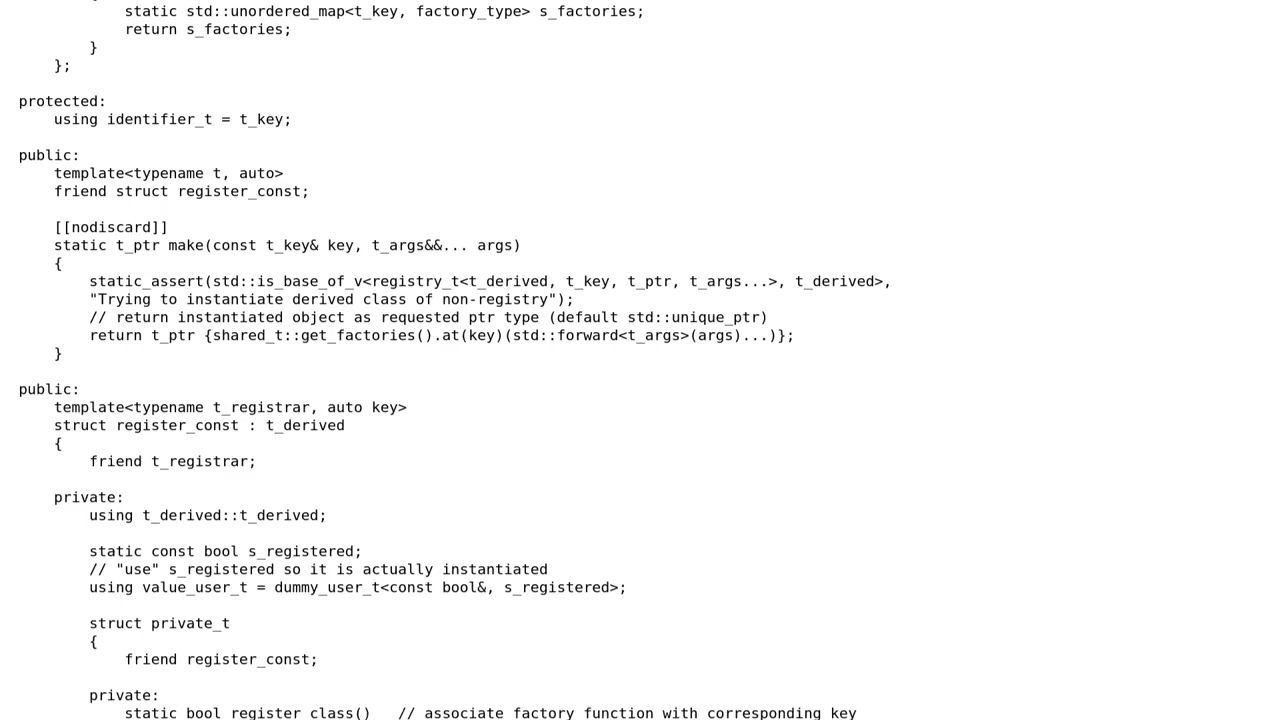 static std::unordered_map<t_key, factory_type> s_factories;
return s_factories;
}
};
protected:
using identifier_t = t_key;
public:
template<typename t, auto>
friend struct register_const;
[[nodiscard]]
static t_ptr make(const t_key& key, t_args&&... args)
{
static_assert(std::is_base_of_v<registry_t<t_derived, t_key, t_ptr, t_args...>, t_derived>,
"Trying to instantiate derived class of non-registry");
// return instantiated object as requested ptr type (default std::unique_ptr)
return t_ptr {shared_t::get_factories().at(key)(std::forward<t_args>(args)...)};
}
public:
template<typename t_registrar, auto key>
struct register_const : t_derived
{
friend t_registrar;
private:
using t_derived::t_derived;
static const bool s_registered;
// "use" s_registered so it is actually instantiated
using value_user_t = dummy_user_t<const bool&, s_registered>;
struct private_t
{
friend register_const;
private:
static bool register_class()   // associate factory function with corresponding key